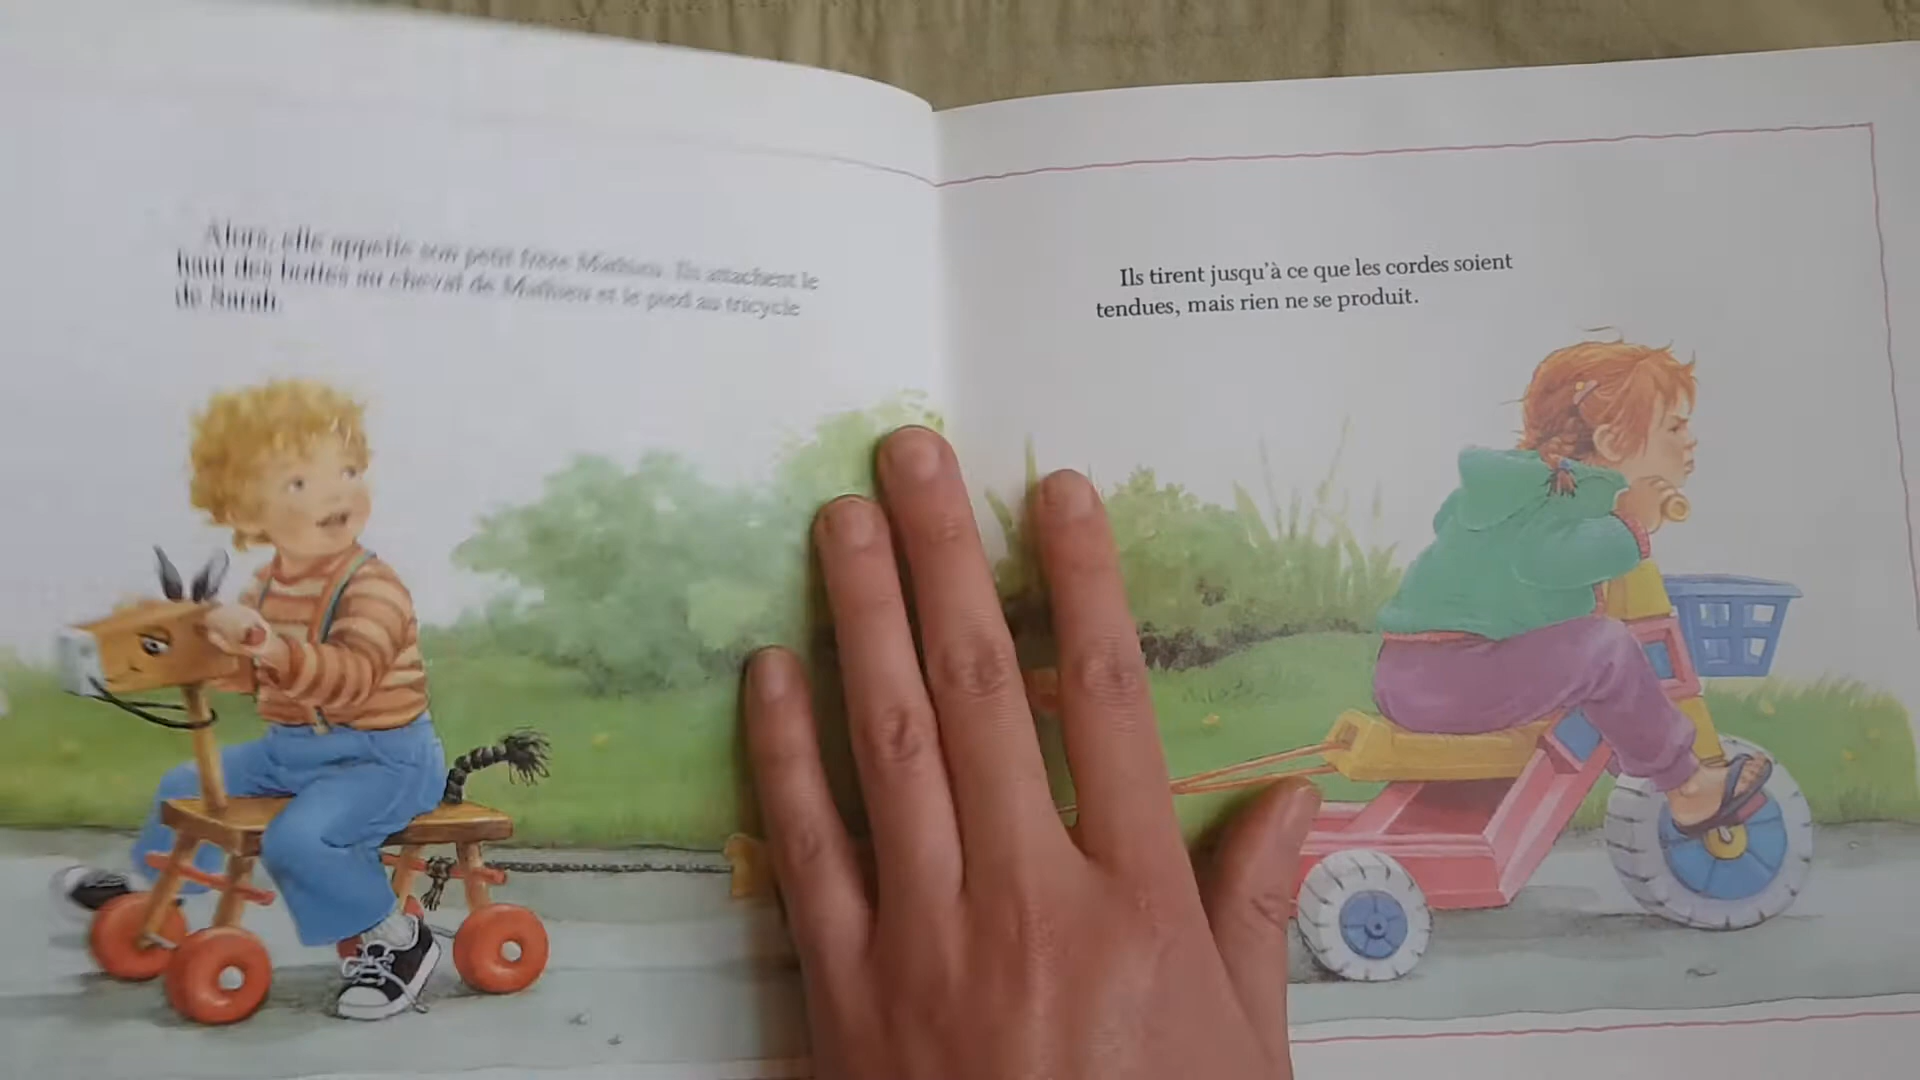 Alors, elle appelle son petit frère Mathieu. Ils attachent le
haut des bottes au cheval de Mathieu et le pied au tricycle
de Sarah.
Ils tirent jusqu'à ce que les cordes soient
tendues, mais rien ne se produit.